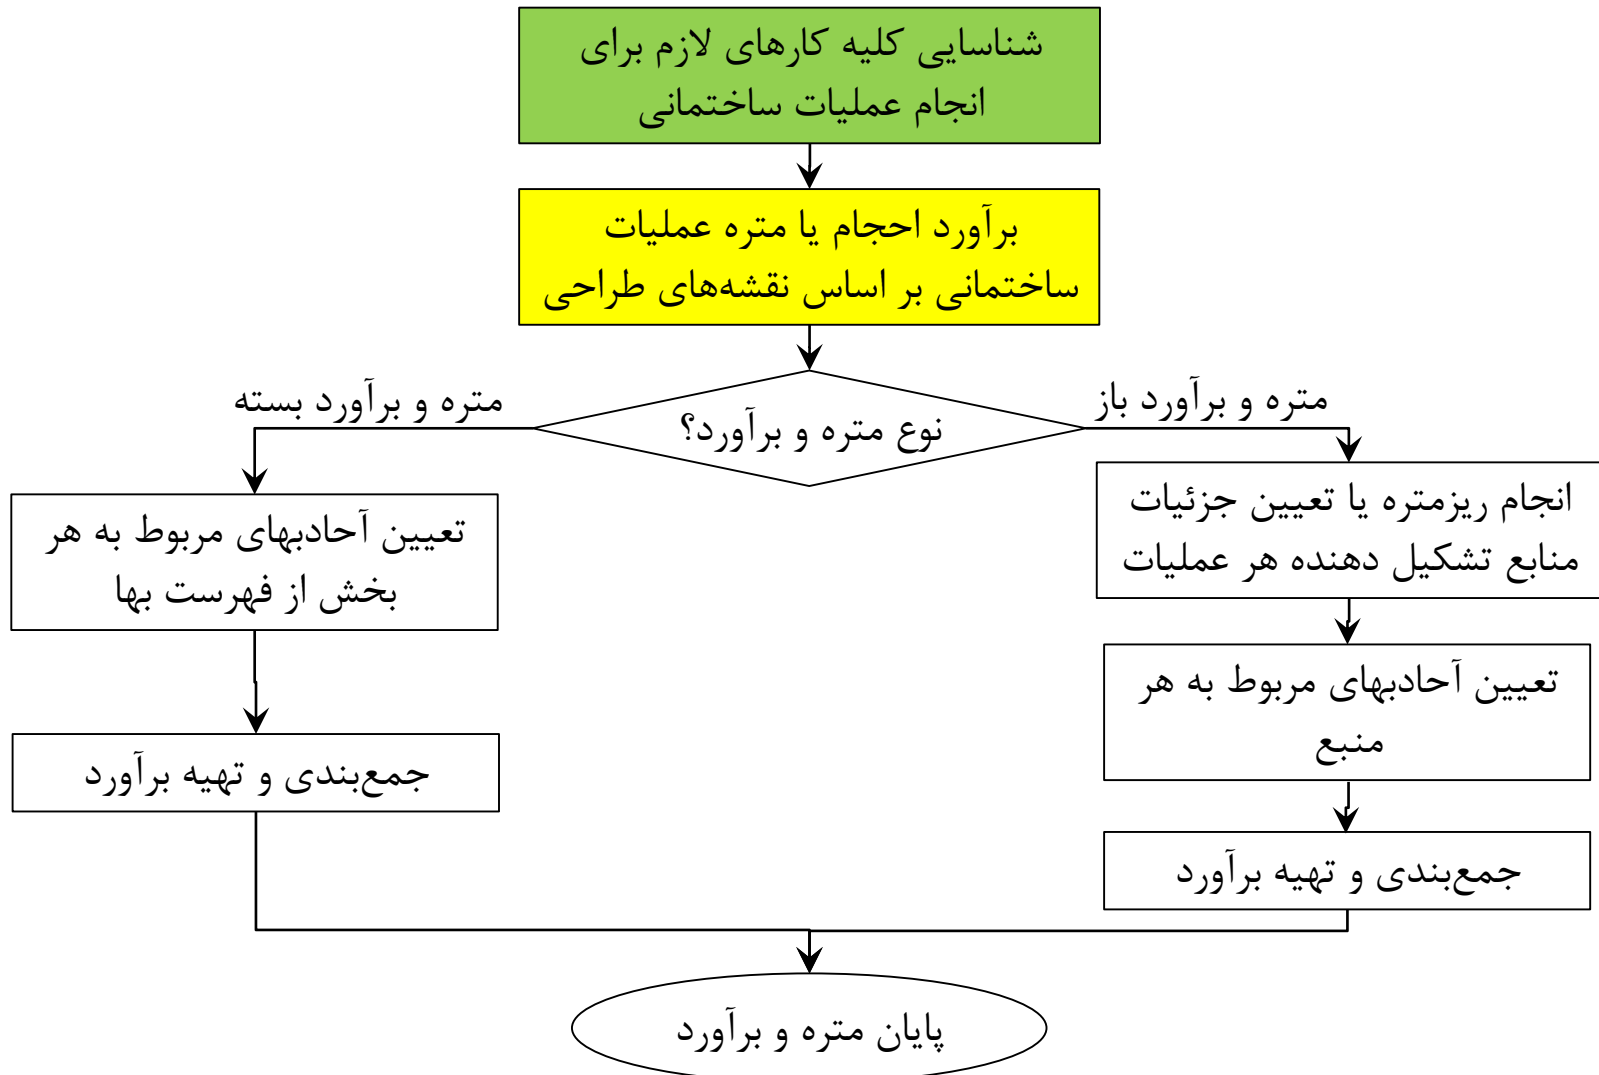 شناسایی کلیه کارهای لازم برای
انجام عملیات ساختمانی
برآورد احجام یا متره عملیات
ساختمانی بر اساس نقشه‌های طراحی
نوع متره و برآورد؟
متره و برآورد باز
متره و برآورد بسته
انجام ریزمتره یا تعیین جزئیات
منابع تشکیل دهنده هر عملیات
تعیین آحادبهای مربوط به هر
منبع
جمع‌بندی و تهیه برآورد
تعیین آحادبهای مربوط به هر
بخش از فهرست بها
جمع‌بندی و تهیه برآورد
پایان متره و برآورد